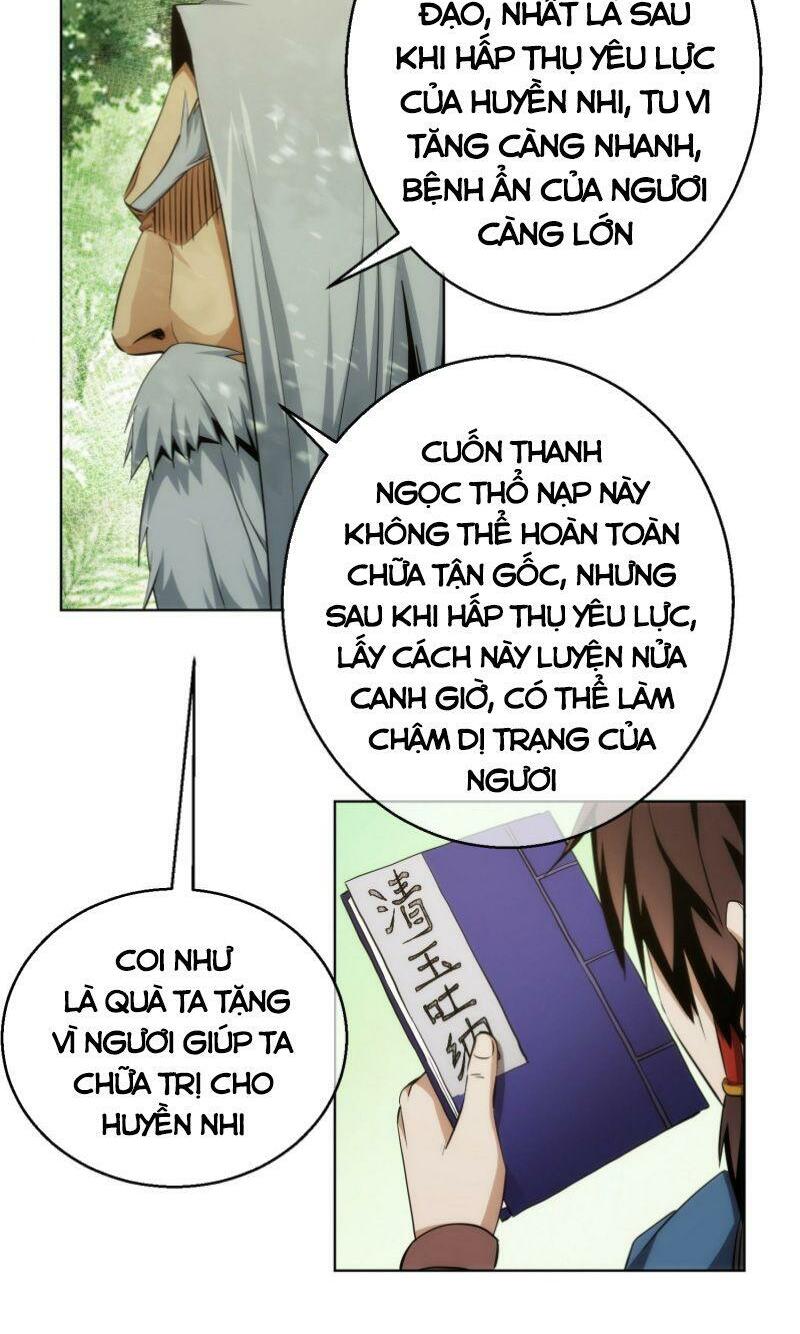 ĐẠO, NHẤT LÀ SAU
KHI HẤP THỤ YÊU LỰC
CỦA HUYỀN NHI, TU VI
TĂNG CÀNG NHANH,
BỆNH ẨN CỦA NGƯƠI
CÀNG LỚN
CUỐN THANH
NGỌC THỔ NẠP NÀY
KHÔNG THỂ HOÀN TOÀN
CHỮA TẬN GỐC, NHƯNG
SAU KHI HẤP THỤ YÊU LỰC,
LẤY CÁCH NÀY LUYỆN NỬA
CANH GIỜ, CÓ THỂ LÀM
CHẬM DỊ TRẠNG CỦA
NGƯƠI
清玉吐纳
COI NHƯ
LÀ QUÀ TA TẶNG
VÌ NGƯƠI GIÚP TA
CHỮA TRỊ CHO
HUYỀN NHI